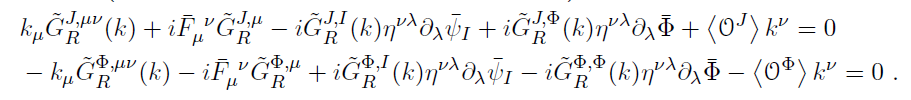 $k_\mu \tilde{G}_R^{J,\mu\nu}(k) + i\bar{F}_\mu{}^\nu \tilde{G}_R^{J,\mu} - i\tilde{G}_R^{J,I}(k)\eta^{\nu\lambda}\partial_\lambda \bar{\psi}_I + i\tilde{G}_R^{J,\Phi}(k)\eta^{\nu\lambda}\partial_\lambda \bar{\Phi} + \langle \mathcal{O}^J \rangle k^\nu = 0$
$- k_\mu \tilde{G}_R^{\Phi,\mu\nu}(k) - i\bar{F}_\mu{}^\nu \tilde{G}_R^{\Phi,\mu} + i\tilde{G}_R^{\Phi,I}(k)\eta^{\nu\lambda}\partial_\lambda \bar{\psi}_I - i\tilde{G}_R^{\Phi,\Phi}(k)\eta^{\nu\lambda}\partial_\lambda \bar{\Phi} - \langle \mathcal{O}^\Phi \rangle k^\nu = 0 \ .$